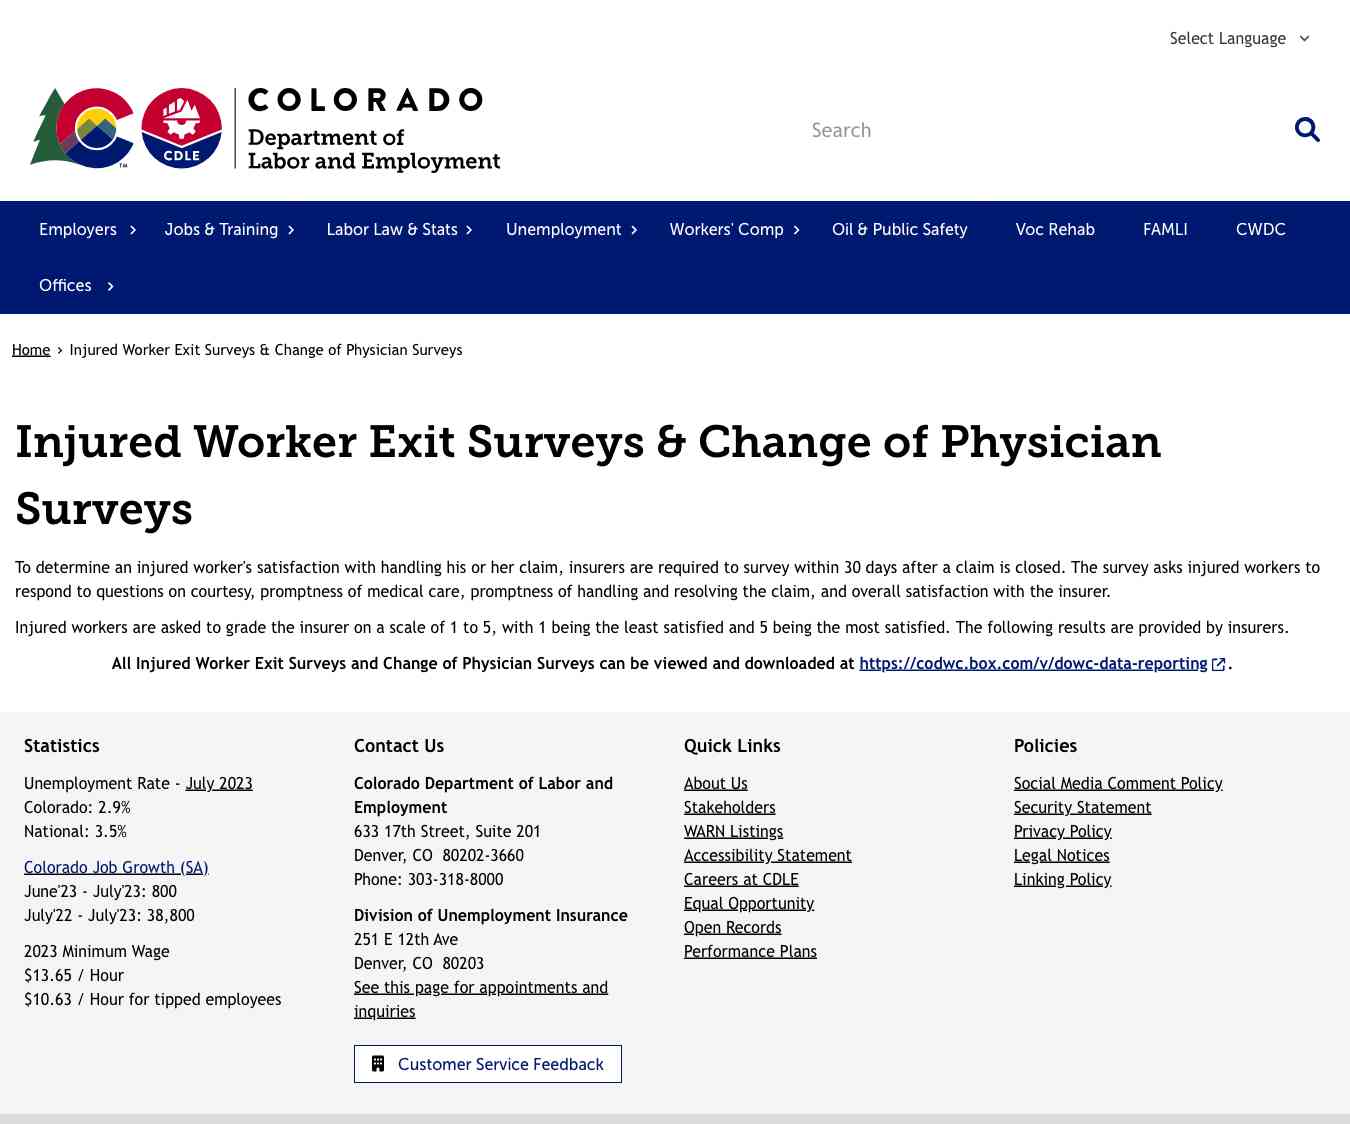 Select Language
COLORADO
Department of
Labor and Employment
CDLE
TM
Search
Employers
Jobs & Training
Labor Law & Stats
Unemployment
Workers' Comp
Oil & Public Safety
Voc Rehab
FAMLI
CWDC
Offices
Home › Injured Worker Exit Surveys & Change of Physician Surveys
Injured Worker Exit Surveys & Change of Physician
Surveys
To determine an injured worker's satisfaction with handling his or her claim, insurers are required to survey within 30 days after a claim is closed. The survey asks injured workers to
respond to questions on courtesy, promptness of medical care, promptness of handling and resolving the claim, and overall satisfaction with the insurer.
Injured workers are asked to grade the insurer on a scale of 1 to 5, with 1 being the least satisfied and 5 being the most satisfied. The following results are provided by insurers.
All Injured Worker Exit Surveys and Change of Physician Surveys can be viewed and downloaded at https://codwc.box.com/v/dowc-data-reporting .
Statistics
Unemployment Rate - July 2023
Colorado: 2.9%
National: 3.5%
Colorado Job Growth (SA)
June'23 - July'23: 800
July'22 - July'23: 38,800
2023 Minimum Wage
$13.65 / Hour
$10.63 / Hour for tipped employees
Contact Us
Colorado Department of Labor and
Employment
633 17th Street, Suite 201
Denver, CO  80202-3660
Phone: 303-318-8000
Division of Unemployment Insurance
251 E 12th Ave
Denver, CO  80203
See this page for appointments and
inquiries
Customer Service Feedback
Quick Links
About Us
Stakeholders
WARN Listings
Accessibility Statement
Careers at CDLE
Equal Opportunity
Open Records
Performance Plans
Policies
Social Media Comment Policy
Security Statement
Privacy Policy
Legal Notices
Linking Policy